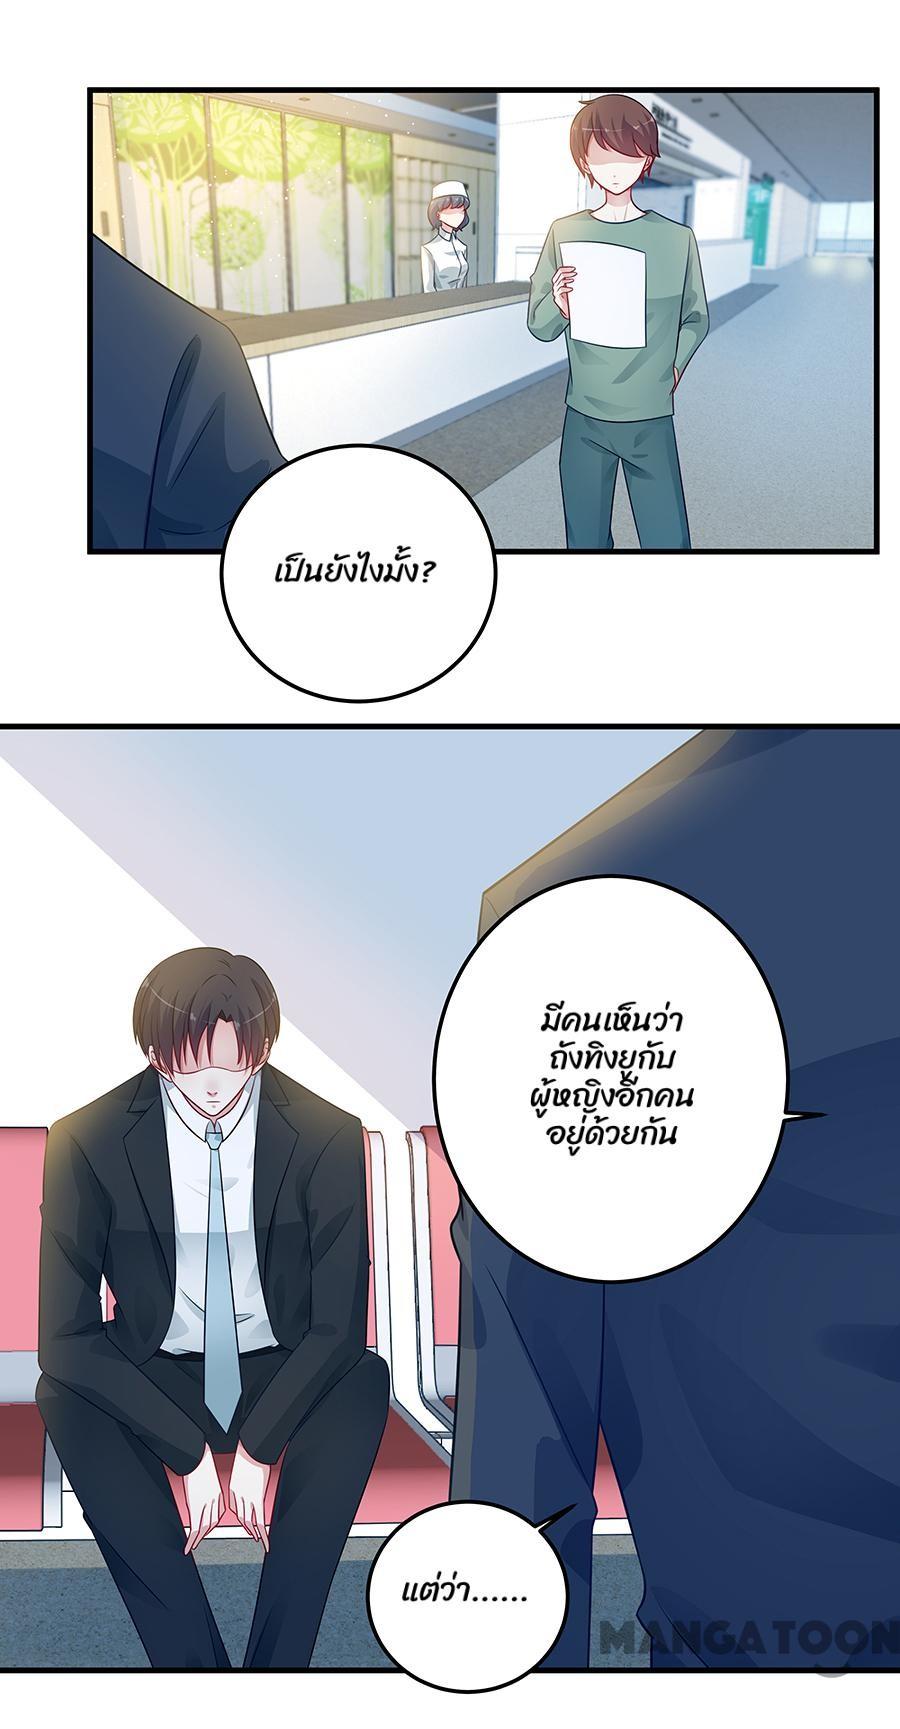 เป็นยังไงมั้ง?
มีคนเห็นว่า
ถังทิงยูกับ
ผู้หญิงอีกคน
อยู่ด้วยกัน
แต่ว่า......
MANGATOON